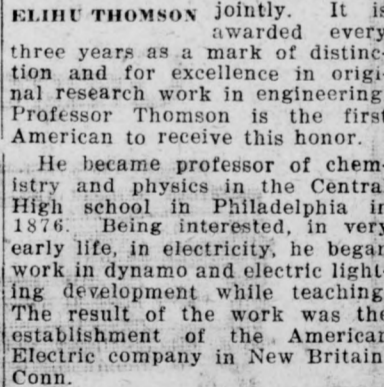 ELIHU THOMSON jointly. It is
awarded every
three years as a mark of distinc-
tion and for excellence in origi-
nal research work in engineering.
Professor Thomson is the first
American to receive this honor.
He became professor of chem-
istry and physics in the Central
High school in Philadelphia in
1876. Being interested, in very
early life, in electricity, he began
work in dynamo and electric light-
ing development while teaching.
The result of the work was the
establishment of the American
Electric company in New Britain,
Conn.